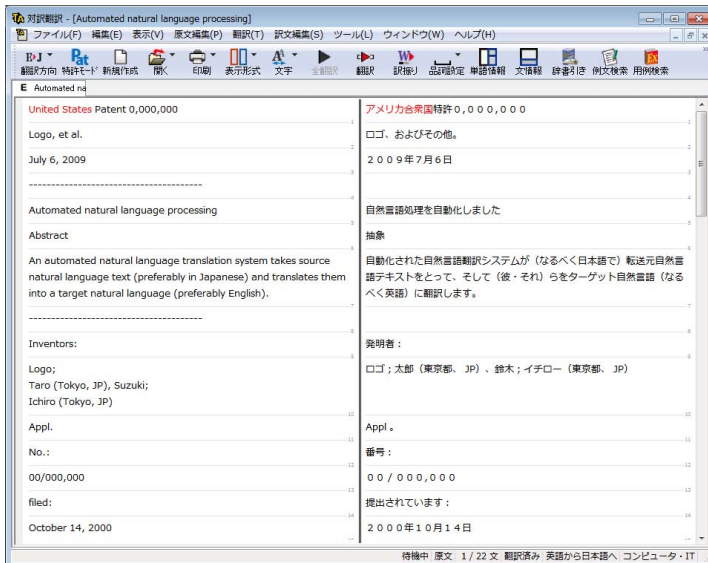 対訳翻訳 - [Automated natural language processing]
ファイル(F) 編集(E) 表示(V) 原文編集(P) 翻訳(T) 訳文編集(S) ツール(L) ウィンドウ(W) ヘルプ(H)
翻訳方向 特許モード 新規作成 開く 印刷 表示形式 文字 全翻訳 翻訳 訳振り 品詞設定 単語情報 文情報 辞書引き 例文検索 用例検索
E Automated na
United States Patent 0,000,000
アメリカ合衆国特許０,０００,０００
1
Logo, et al.
ロゴ、およびその他。
2
July 6, 2009
２００９年７月６日
3
--------------------------------------
4
Automated natural language processing
自然言語処理を自動化しました
5
Abstract
抽象
6
An automated natural language translation system takes source
natural language text (preferably in Japanese) and translates them
into a target natural language (preferably English).
自動化された自然言語翻訳システムが（なるべく日本語で）転送元自然言
語テキストをとって、そして（彼・それ）らをターゲット自然言語（なる
べく英語）に翻訳します。
7
--------------------------------------
8
Inventors:
発明者：
9
Logo;
Taro (Tokyo, JP), Suzuki;
Ichiro (Tokyo, JP)
ロゴ；太郎（東京都、JP）、鈴木；イチロー（東京都、JP）
10
Appl.
Appl。
11
No.:
番号：
12
00/000,000
００/０００,０００
13
filed:
提出されています：
14
October 14, 2000
２０００年１０月１４日
待機中 原文 1 / 22 文 翻訳済み 英語から日本語へ コンピュータ・IT